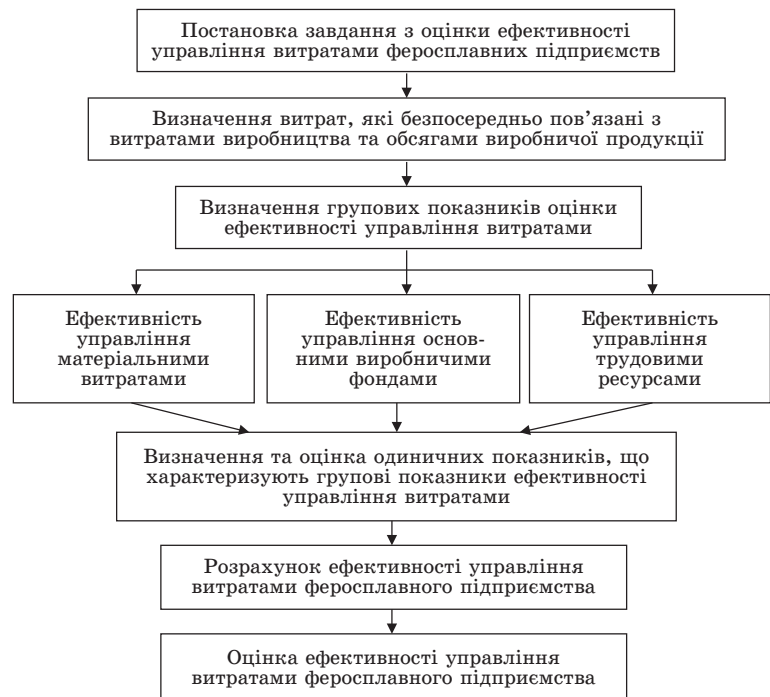 Постановка завдання з оцінки ефективності
управління витратами феросплавних підприємств
Визначення витрат, які безпосередньо пов’язані з
витратами виробництва та обсягами виробничої продукції
Визначення групових показників оцінки
ефективності управління витратами
Ефективність
управління
матеріальними
витратами
Ефективність
управління основ-
ними виробничими
фондами
Ефективність
управління
трудовими
ресурсами
Визначення та оцінка одиничних показників, що
характеризують групові показники ефективності
управління витратами
Розрахунок ефективності управління
витратами феросплавного підприємства
Оцінка ефективності управління
витратами феросплавного підприємства